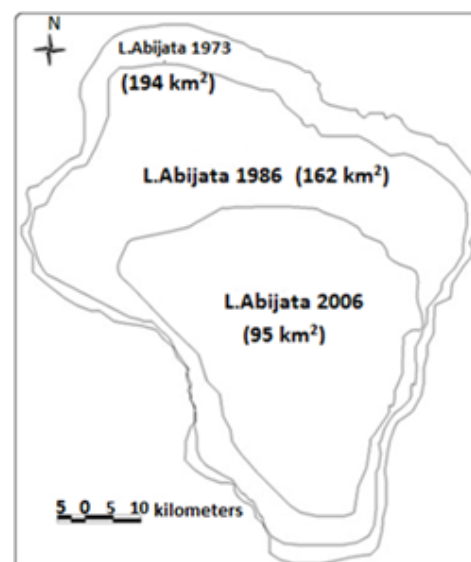 N
L.Abijata 1973
(194 km²)
L.Abijata 1986 (162 km²)
L.Abijata 2006
(95 km²)
5 0 5 10 kilometers